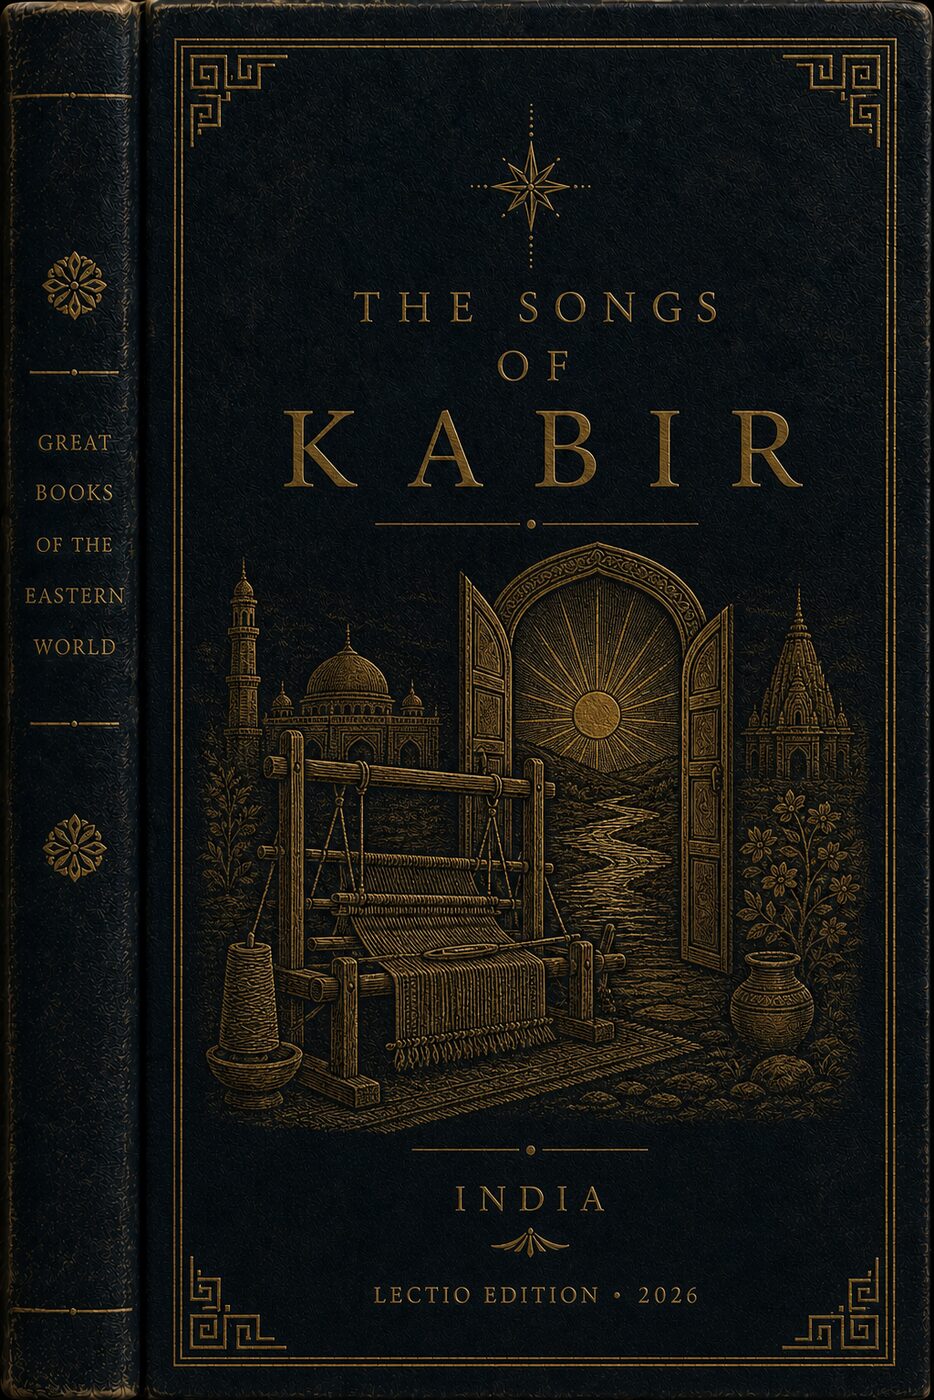 GREAT
BOOKS
OF THE
EASTERN
WORLD
THE SONGS
OF
KABIR
INDIA
LECTIO EDITION • 2026